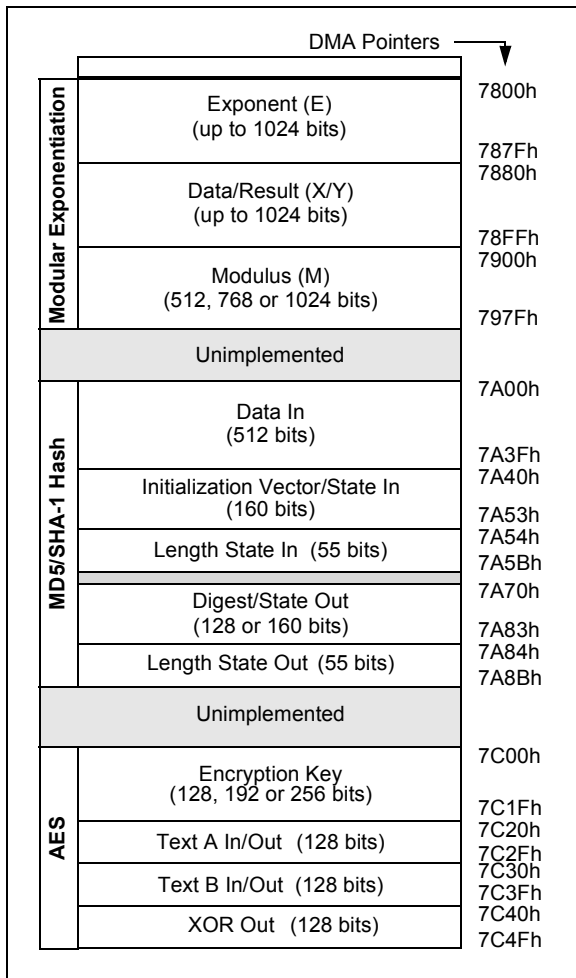 DMA Pointers
Modular Exponentiation
Exponent (E)
(up to 1024 bits)
7800h
787Fh
Data/Result (X/Y)
(up to 1024 bits)
7880h
78FFh
Modulus (M)
(512, 768 or 1024 bits)
7900h
797Fh
Unimplemented
MD5/SHA-1 Hash
Data In
(512 bits)
7A00h
7A3Fh
Initialization Vector/State In
(160 bits)
7A40h
7A53h
Length State In (55 bits)
7A54h
7A5Bh
Digest/State Out
(128 or 160 bits)
7A70h
7A83h
Length State Out (55 bits)
7A84h
7A8Bh
Unimplemented
AES
Encryption Key
(128, 192 or 256 bits)
7C00h
7C1Fh
Text A In/Out (128 bits)
7C20h
7C2Fh
Text B In/Out (128 bits)
7C30h
7C3Fh
XOR Out (128 bits)
7C40h
7C4Fh